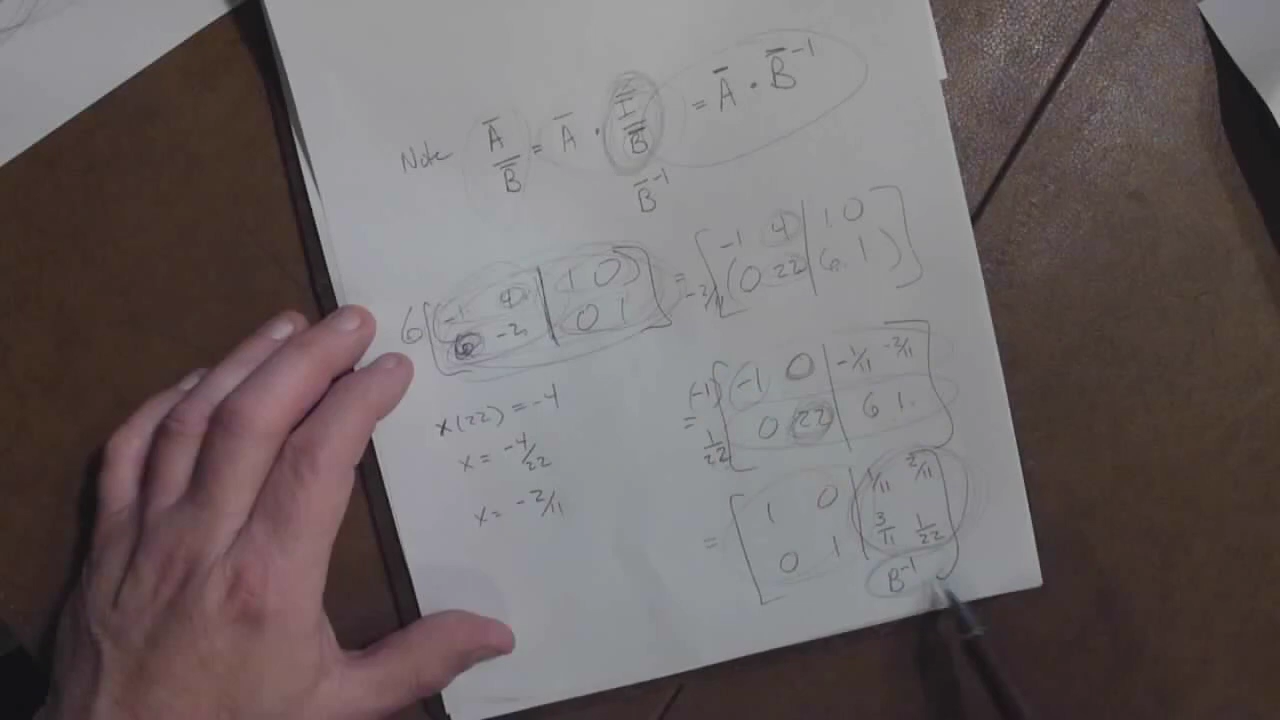 Note A̅/B̅ = A̅ · I̅/B̅ = A̅ · B̅⁻¹
B̅⁻¹
6[-1 4 | 1 0
6 -2 | 0 1] = [-1 4 | 1 0
-2/11 (0 22 | 6 1)]
x(22) = -4
x = -4/22
x = -2/11
= (-1)[-1 0 | -1/11 -2/11
1/22 [0 22 | 6 1]
= [1 0 | 1/11 2/11
0 1 | 3/11 1/22]
B⁻¹